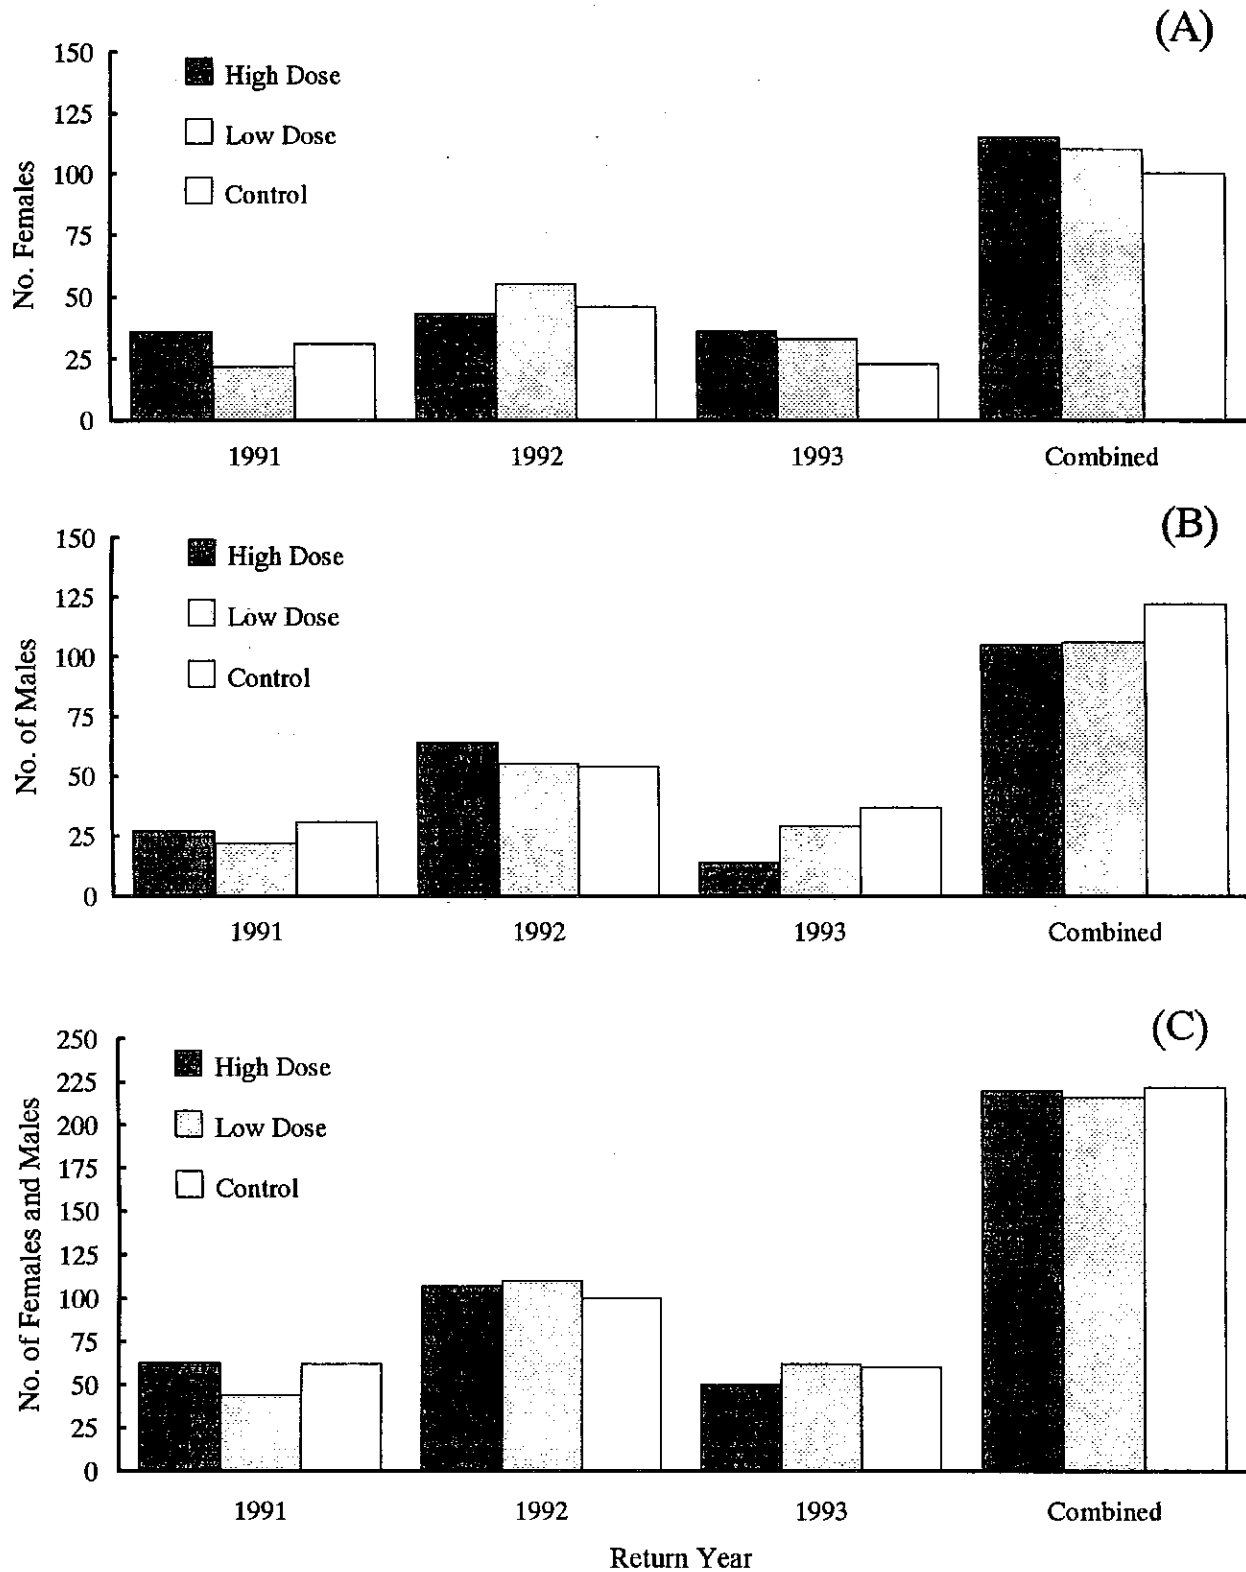 (A)
150
125
100
75
50
25
0
No. Females
High Dose
Low Dose
Control
1991 1992 1993 Combined
(B)
150
125
100
75
50
25
0
No. of Males
High Dose
Low Dose
Control
1991 1992 1993 Combined
(C)
250
225
200
175
150
125
100
75
50
25
0
No. of Females and Males
High Dose
Low Dose
Control
1991 1992 1993 Combined
Return Year